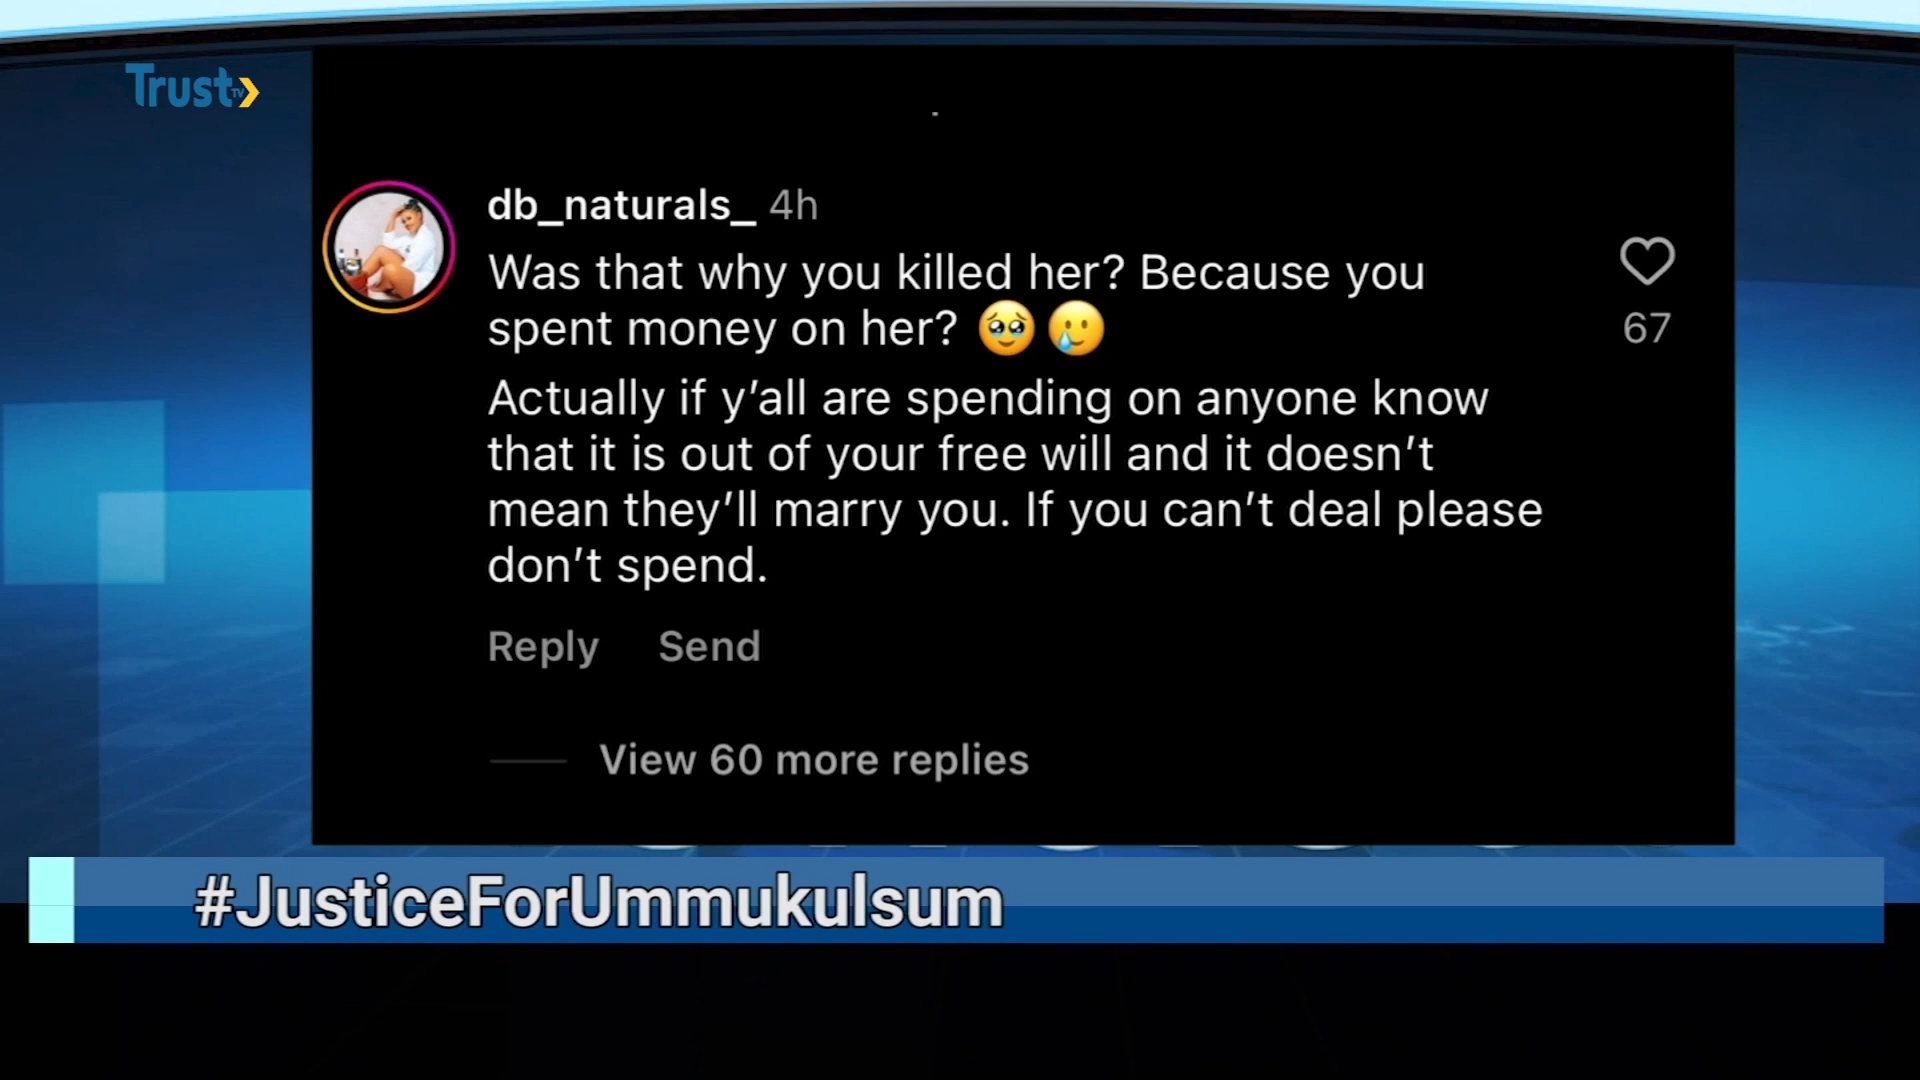 Trust TV
db_naturals_ 4h
Was that why you killed her? Because you
spent money on her? 🥹🥲
67
Actually if y’all are spending on anyone know
that it is out of your free will and it doesn’t
mean they’ll marry you. If you can’t deal please
don’t spend.
Reply Send
View 60 more replies
#JusticeForUmmukulsum